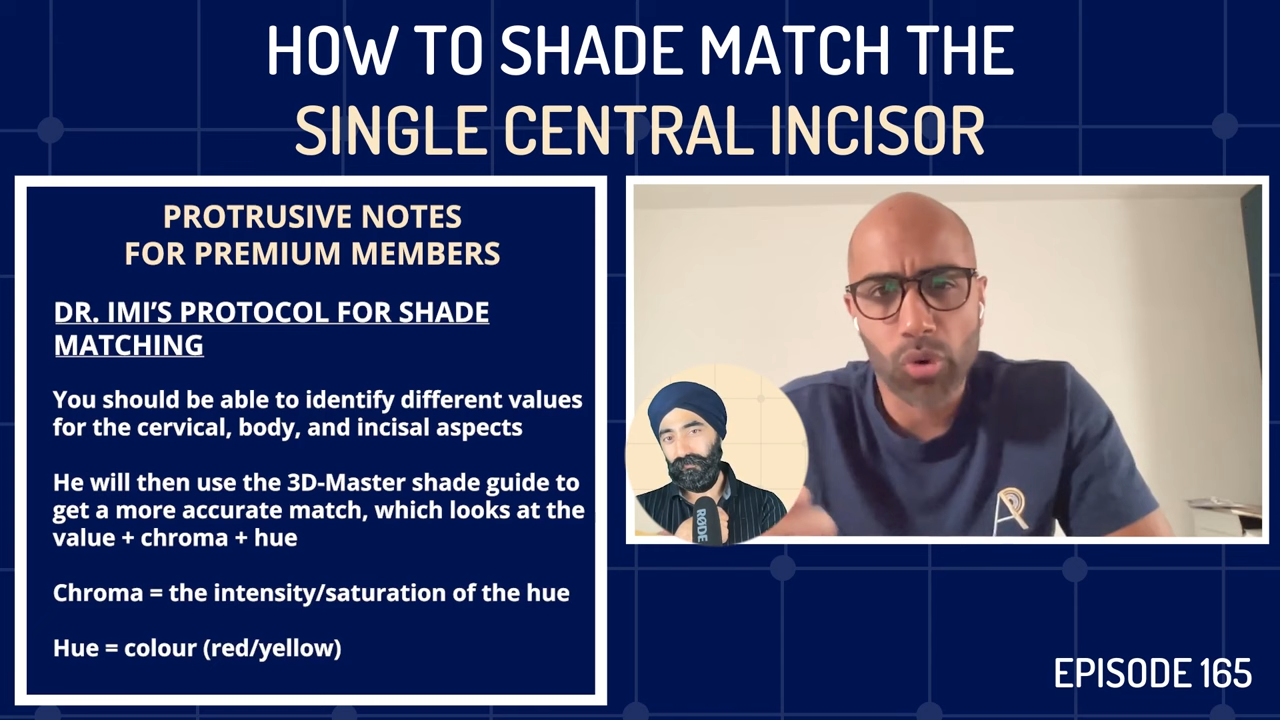 HOW TO SHADE MATCH THE
SINGLE CENTRAL INCISOR
PROTRUSIVE NOTES
FOR PREMIUM MEMBERS
DR. IMI'S PROTOCOL FOR SHADE
MATCHING
You should be able to identify different values
for the cervical, body, and incisal aspects
He will then use the 3D-Master shade guide to
get a more accurate match, which looks at the
value + chroma + hue
Chroma = the intensity/saturation of the hue
Hue = colour (red/yellow)
RØDE
EPISODE 165